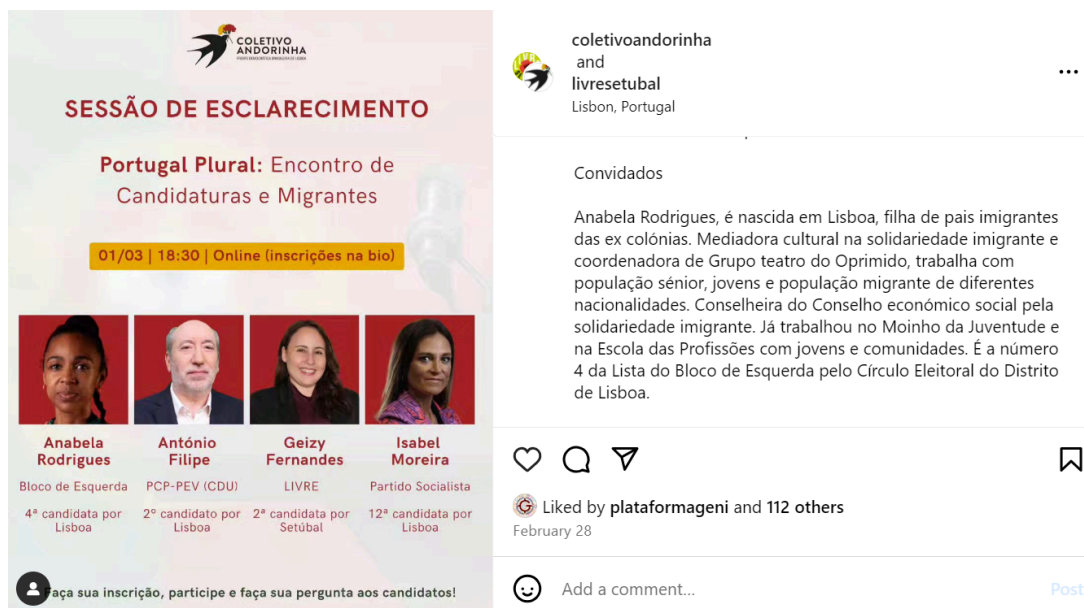 COLETIVO
ANDORINHA
SESSÃO DE ESCLARECIMENTO
Portugal Plural: Encontro de
Candidaturas e Migrantes
01/03 | 18:30 | Online (inscrições na bio)
Anabela
Rodrigues
Bloco de Esquerda
4ª candidata por
Lisboa
António
Filipe
PCP-PEV (CDU)
2º candidato por
Lisboa
Geizy
Fernandes
LIVRE
2ª candidata por
Setúbal
Isabel
Moreira
Partido Socialista
12ª candidata por
Lisboa
Faça sua inscrição, participe e faça sua pergunta aos candidatos!
coletivoandorinha
and
livresetubal
Lisbon, Portugal
Convidados
Anabela Rodrigues, é nascida em Lisboa, filha de pais imigrantes
das ex colónias. Mediadora cultural na solidariedade imigrante e
coordenadora de Grupo teatro do Oprimido, trabalha com
população sénior, jovens e população migrante de diferentes
nacionalidades. Conselheira do Conselho económico social pela
solidariedade imigrante. Já trabalhou no Moinho da Juventude e
na Escola das Profissões com jovens e comunidades. É a número
4 da Lista do Bloco de Esquerda pelo Círculo Eleitoral do Distrito
de Lisboa.
Liked by plataformageni and 112 others
February 28
Add a comment...
Post